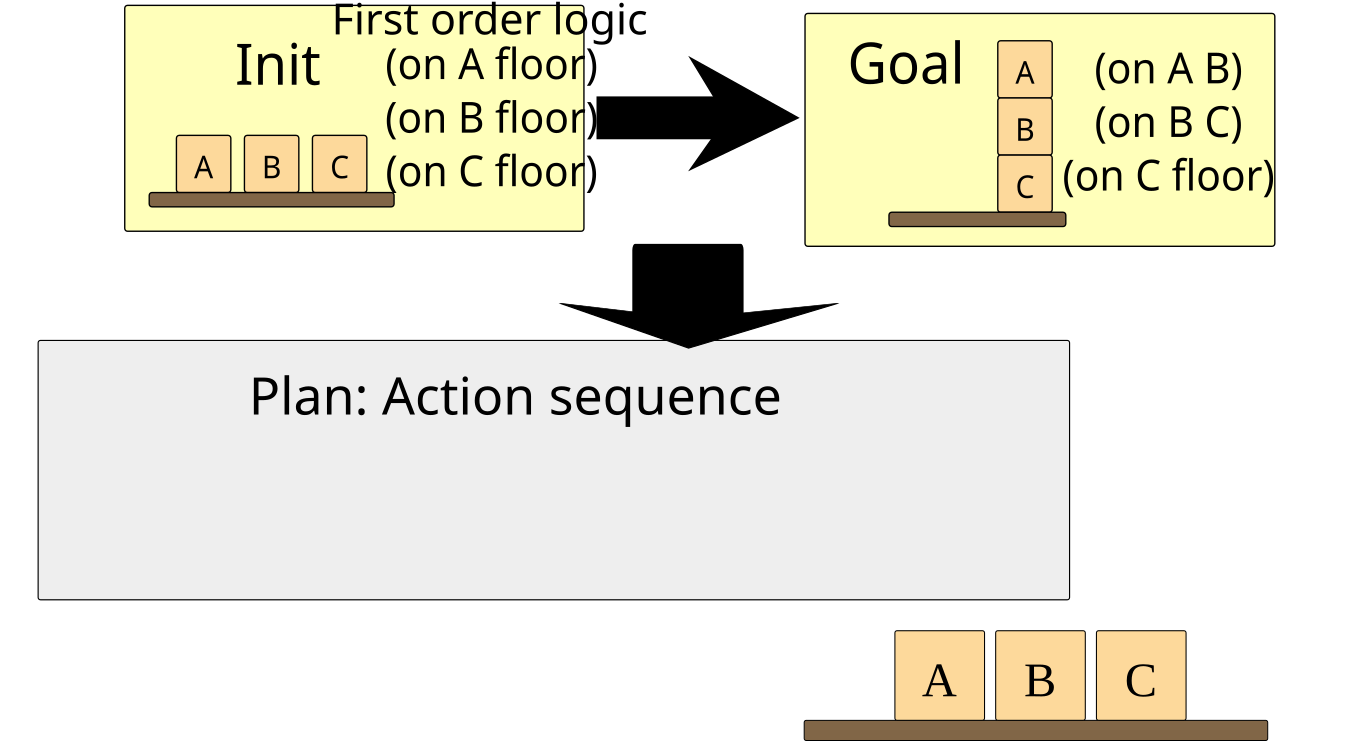 First order logic
Init
(on A floor)
(on B floor)
(on C floor)
A B C
Goal
(on A B)
(on B C)
(on C floor)
A
B
C
Plan: Action sequence
A B C